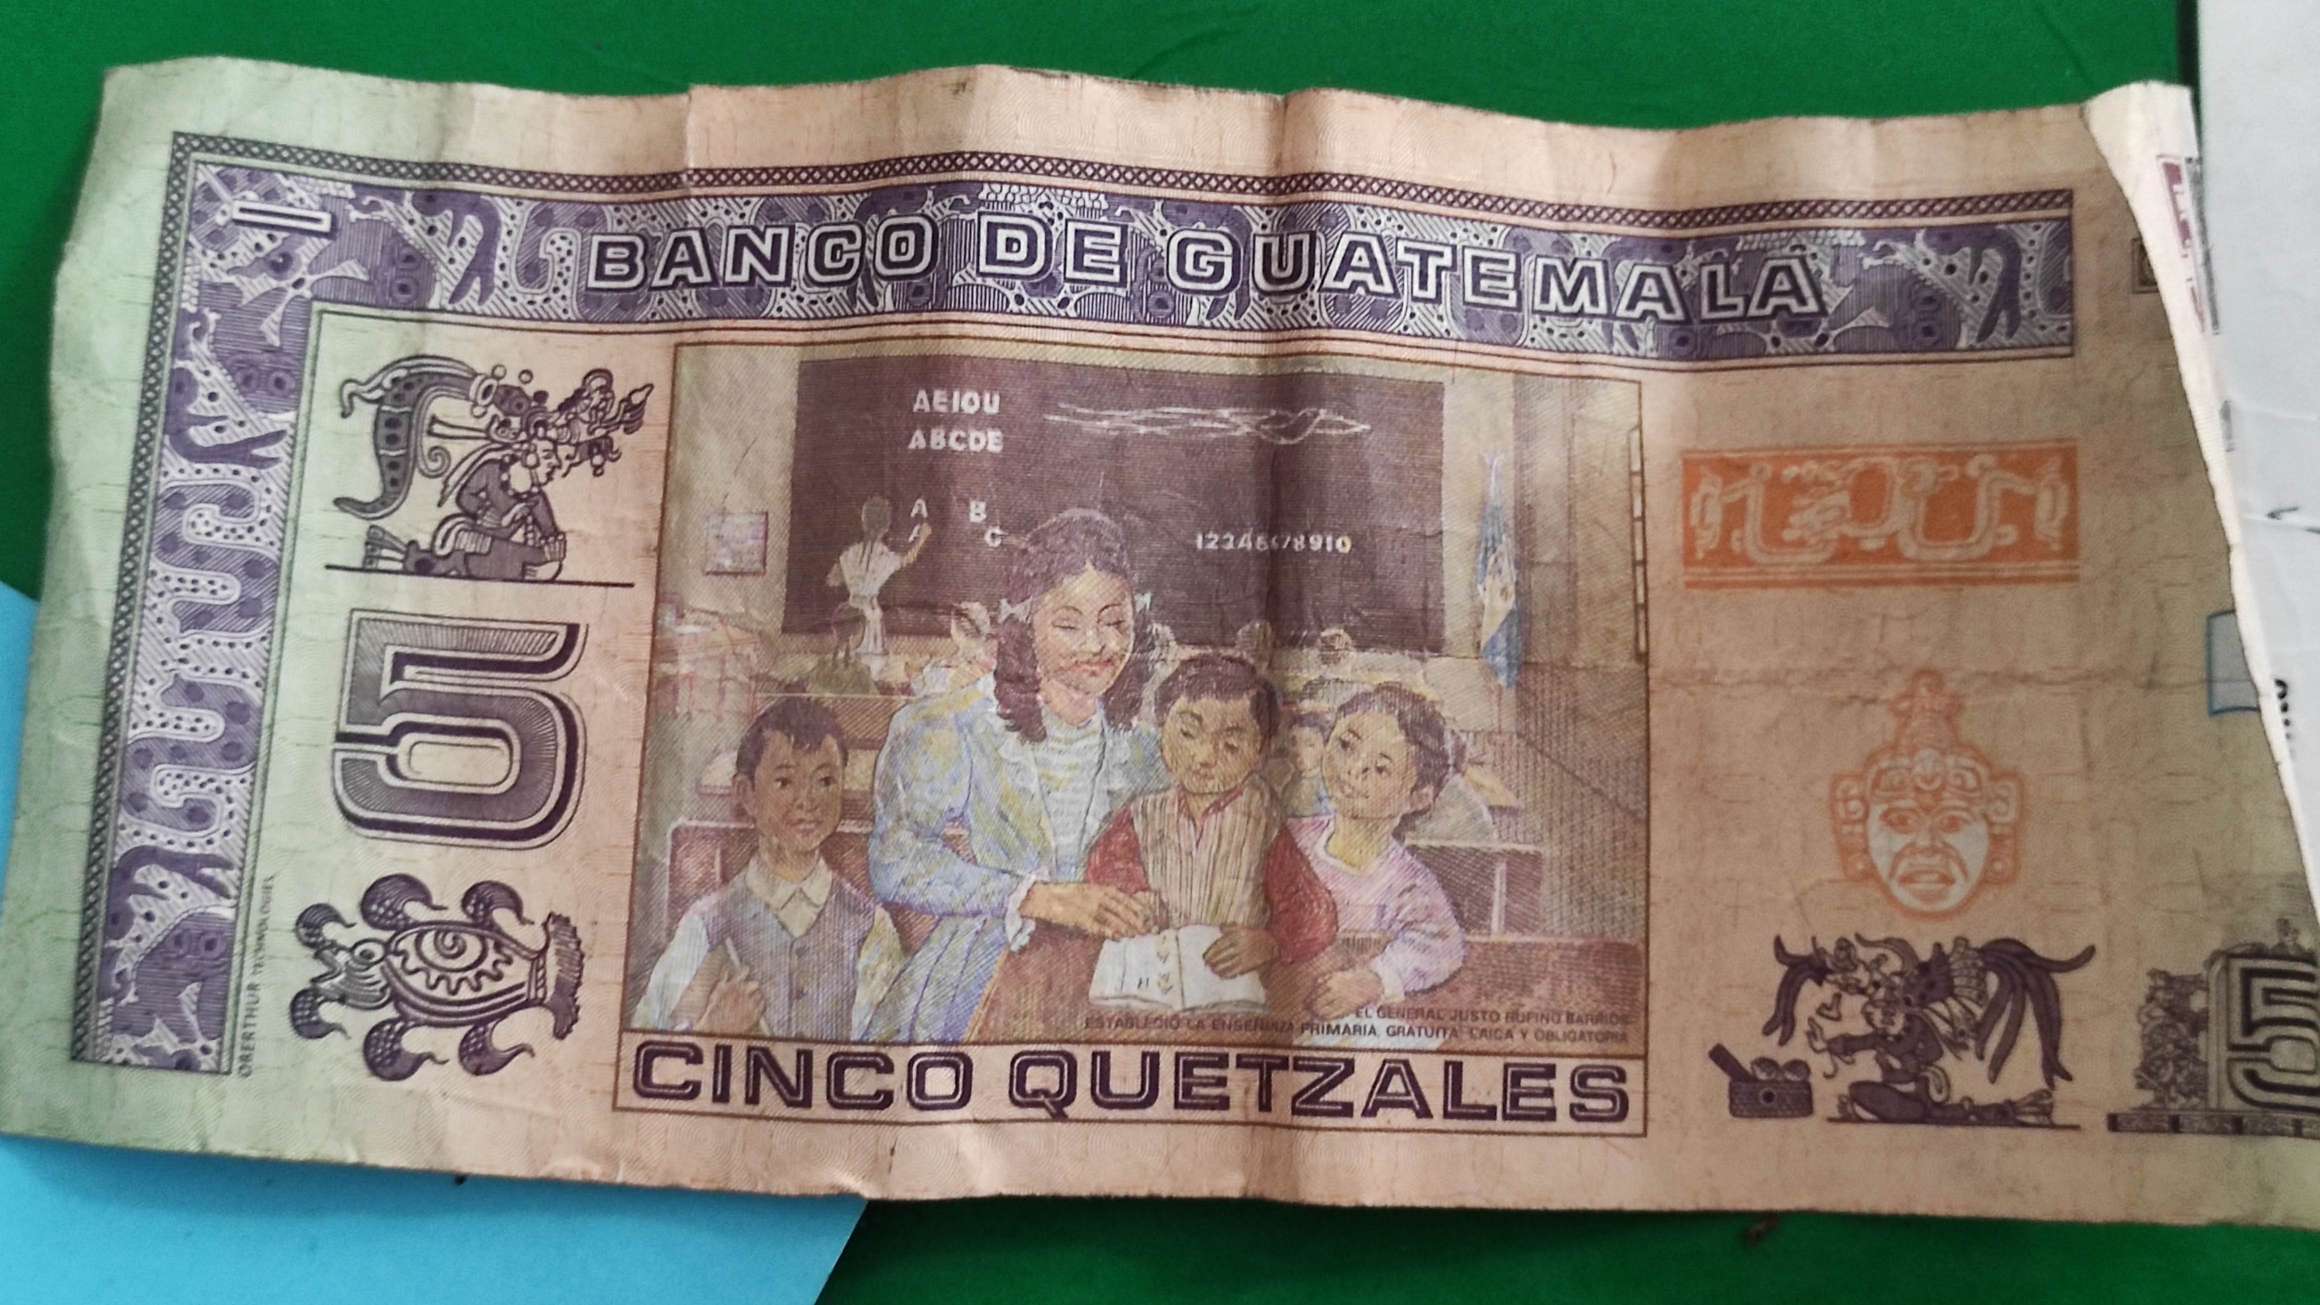 BANCO DE GUATEMALA
AEIOU
ABCDE
A B
A C
12345678910
5
EL GENERAL JUSTO RUFINO BARRIOS
ESTABLECIO LA ENSEÑANZA PRIMARIA, GRATUITA LAICA Y OBLIGATORIA
CINCO QUETZALES
OBERTHUR TECHNOLOGIES
5